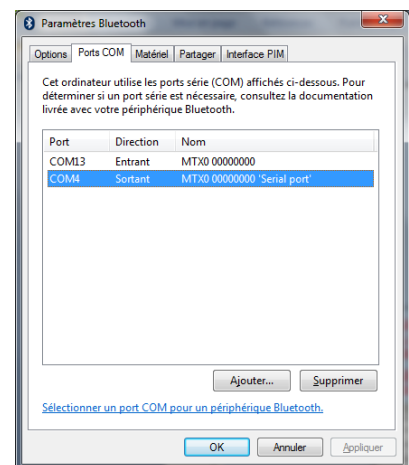 Paramètres Bluetooth
Options Ports COM Matériel Partager Interface PIM
Cet ordinateur utilise les ports série (COM) affichés ci-dessous. Pour
déterminer si un port série est nécessaire, consultez la documentation
livrée avec votre périphérique Bluetooth.
Port Direction Nom
COM13 Entrant MTX0 00000000
COM4 Sortant MTX0 00000000 'Serial port'
Ajouter... Supprimer
Sélectionner un port COM pour un périphérique Bluetooth.
OK Annuler Appliquer